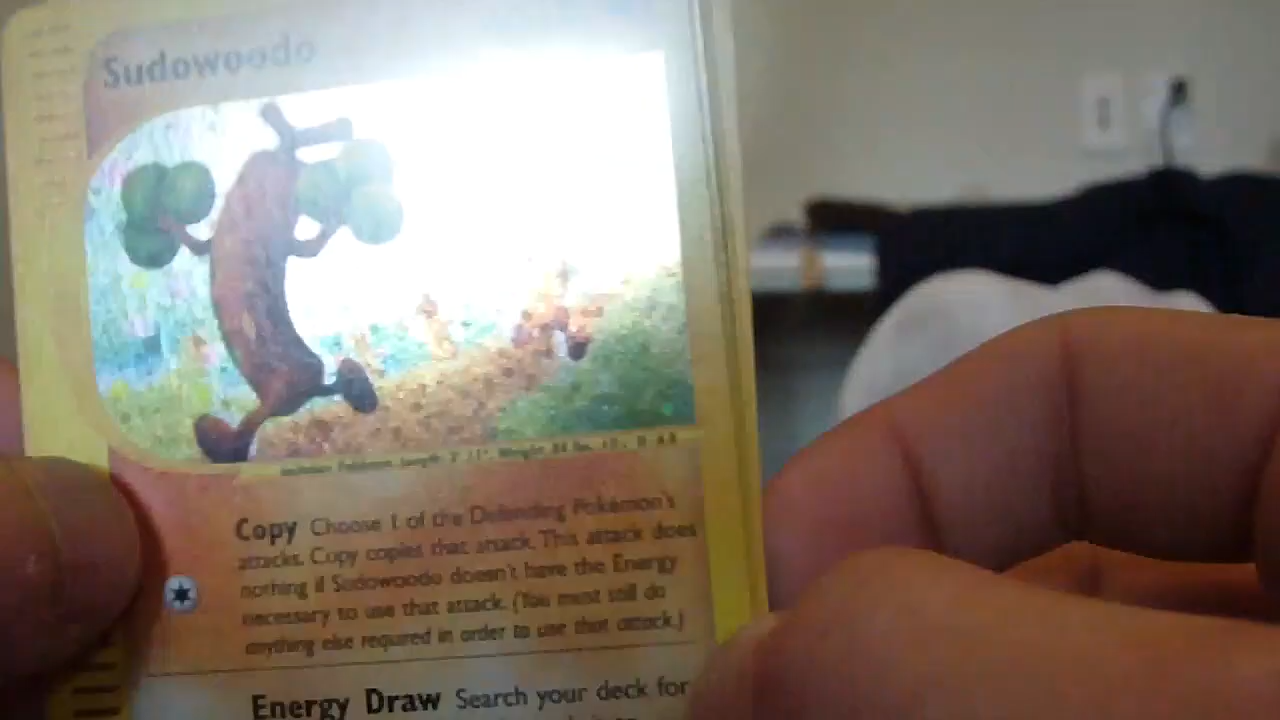 Sudowoodo
Copy Choose 1 of the Defending Pokémon's
attacks. Copy copies that attack. This attack does
nothing if Sudowoodo doesn't have the Energy
necessary to use that attack. (You must still do
anything else required in order to use that attack.)
Energy Draw Search your deck for